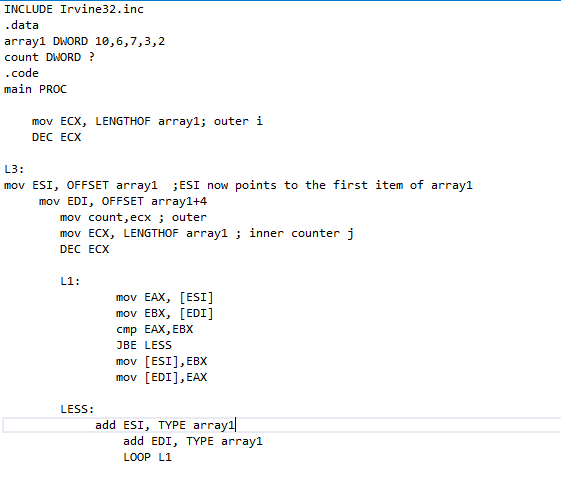 INCLUDE Irvine32.inc
.data
array1 DWORD 10,6,7,3,2
count DWORD ?
.code
main PROC
mov ECX, LENGTHOF array1; outer i
DEC ECX
L3:
mov ESI, OFFSET array1  ;ESI now points to the first item of array1
mov EDI, OFFSET array1+4
mov count,ecx ; outer
mov ECX, LENGTHOF array1 ; inner counter j
DEC ECX
L1:
mov EAX, [ESI]
mov EBX, [EDI]
cmp EAX,EBX
JBE LESS
mov [ESI],EBX
mov [EDI],EAX
LESS:
add ESI, TYPE array1
add EDI, TYPE array1
LOOP L1